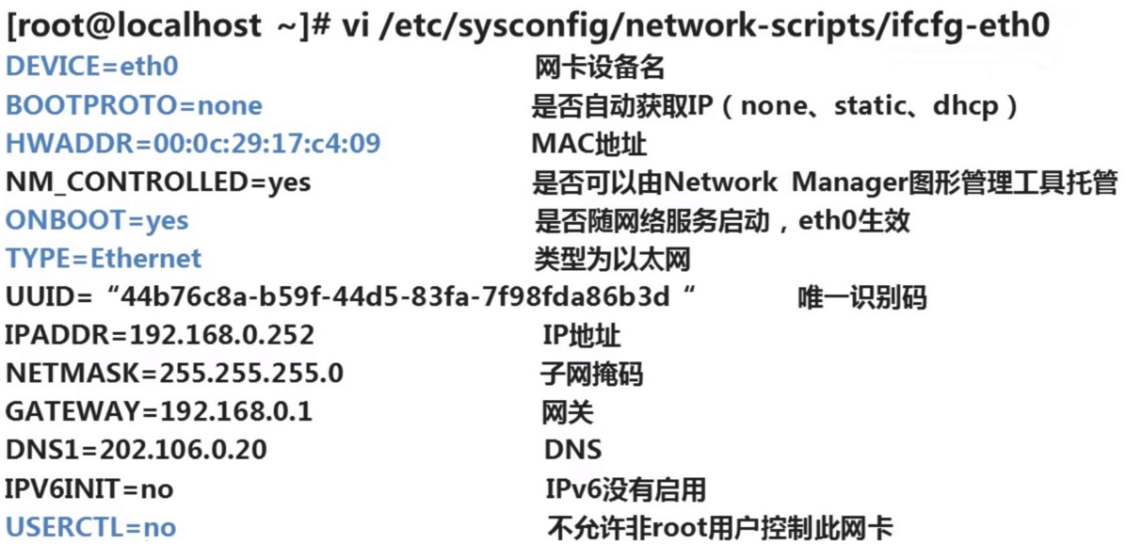 [root@localhost ~]# vi /etc/sysconfig/network-scripts/ifcfg-eth0
DEVICE=eth0 网卡设备名
BOOTPROTO=none 是否自动获取IP（none、static、dhcp）
HWADDR=00:0c:29:17:c4:09 MAC地址
NM_CONTROLLED=yes 是否可以由Network Manager图形管理工具托管
ONBOOT=yes 是否随网络服务启动，eth0生效
TYPE=Ethernet 类型为以太网
UUID=“44b76c8a-b59f-44d5-83fa-7f98fda86b3d“ 唯一识别码
IPADDR=192.168.0.252 IP地址
NETMASK=255.255.255.0 子网掩码
GATEWAY=192.168.0.1 网关
DNS1=202.106.0.20 DNS
IPV6INIT=no IPv6没有启用
USERCTL=no 不允许非root用户控制此网卡